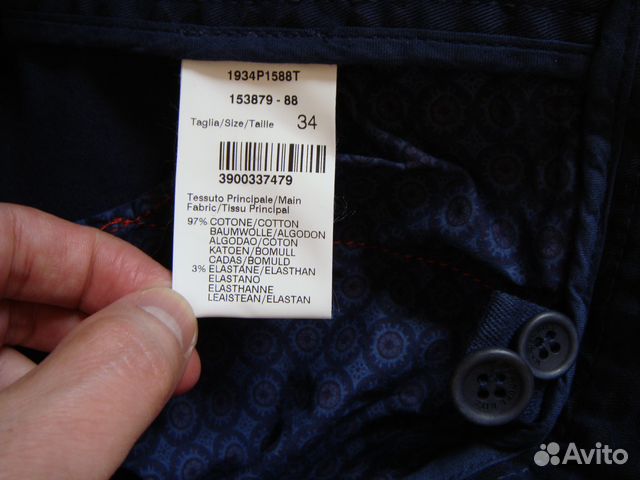 1934P1588T
153879 - 88
Taglia/Size/Taille 34
3900337479
Tessuto Principale/Main
Fabric/Tissu Principal
97% COTONE/COTTON
BAUMWOLLE/ALGODON
ALGODAO/COTON
KATOEN/BOMULL
CADAS/BOMULD
3% ELASTANE/ELASTHAN
ELASTANO
ELASTHANNE
LEAISTEAN/ELASTAN
Avito